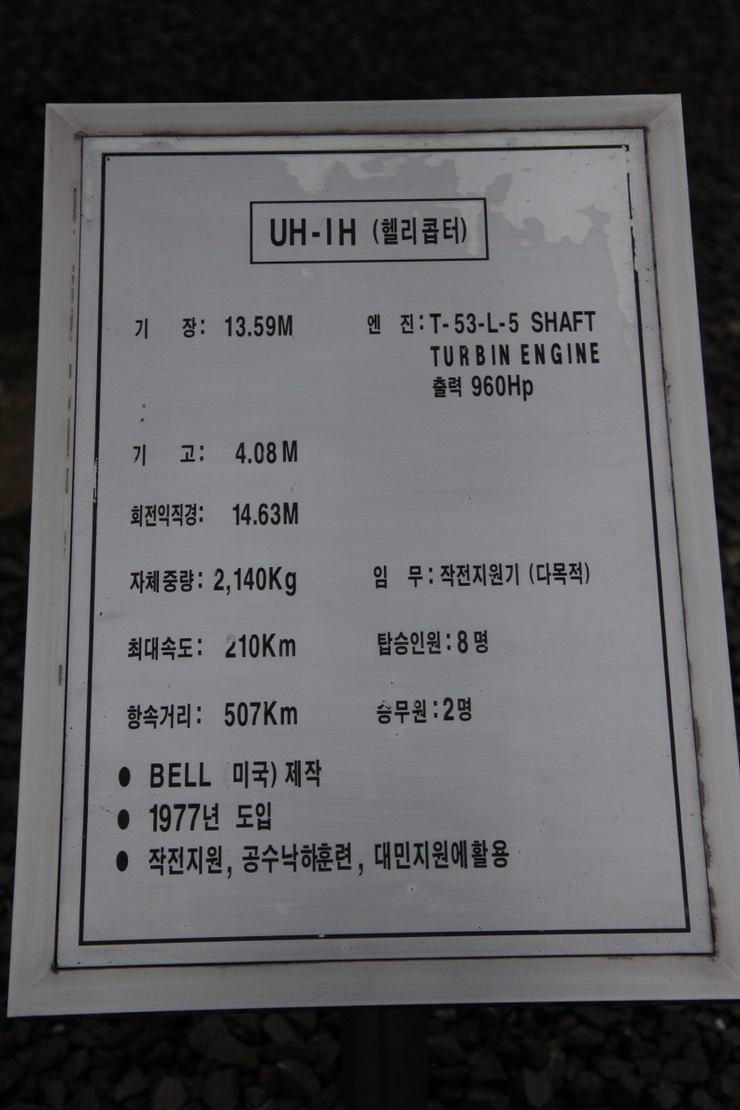 UH-1H (헬리콥터)
기 장: 13.59M
엔 진: T-53-L-5 SHAFT
TURBIN ENGINE
출력 960Hp
기 고: 4.08M
회전익직경: 14.63M
자체중량: 2,140Kg
임 무: 작전지원기 (다목적)
최대속도: 210Km
탑승인원: 8명
항속거리: 507Km
승무원: 2명
● BELL (미국) 제작
● 1977년 도입
● 작전지원, 공수낙하훈련, 대민지원에활용